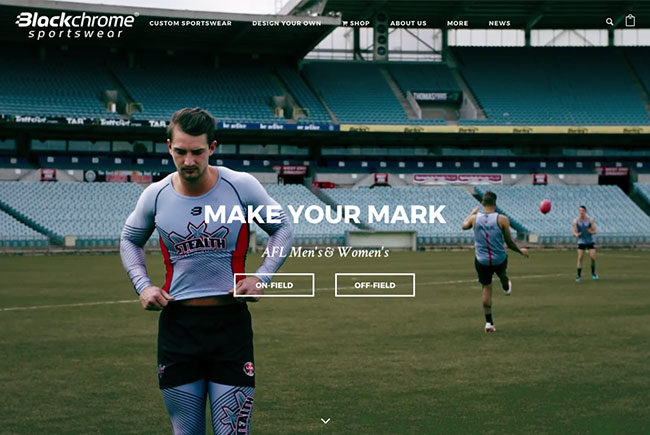 Blackchrome
sportswear
CUSTOM SPORTSWEAR DESIGN YOUR OWN SHOP ABOUT US MORE NEWS
THOMAS
STEALTH
MAKE YOUR MARK
AFL Men's & Women's
ON-FIELD OFF-FIELD